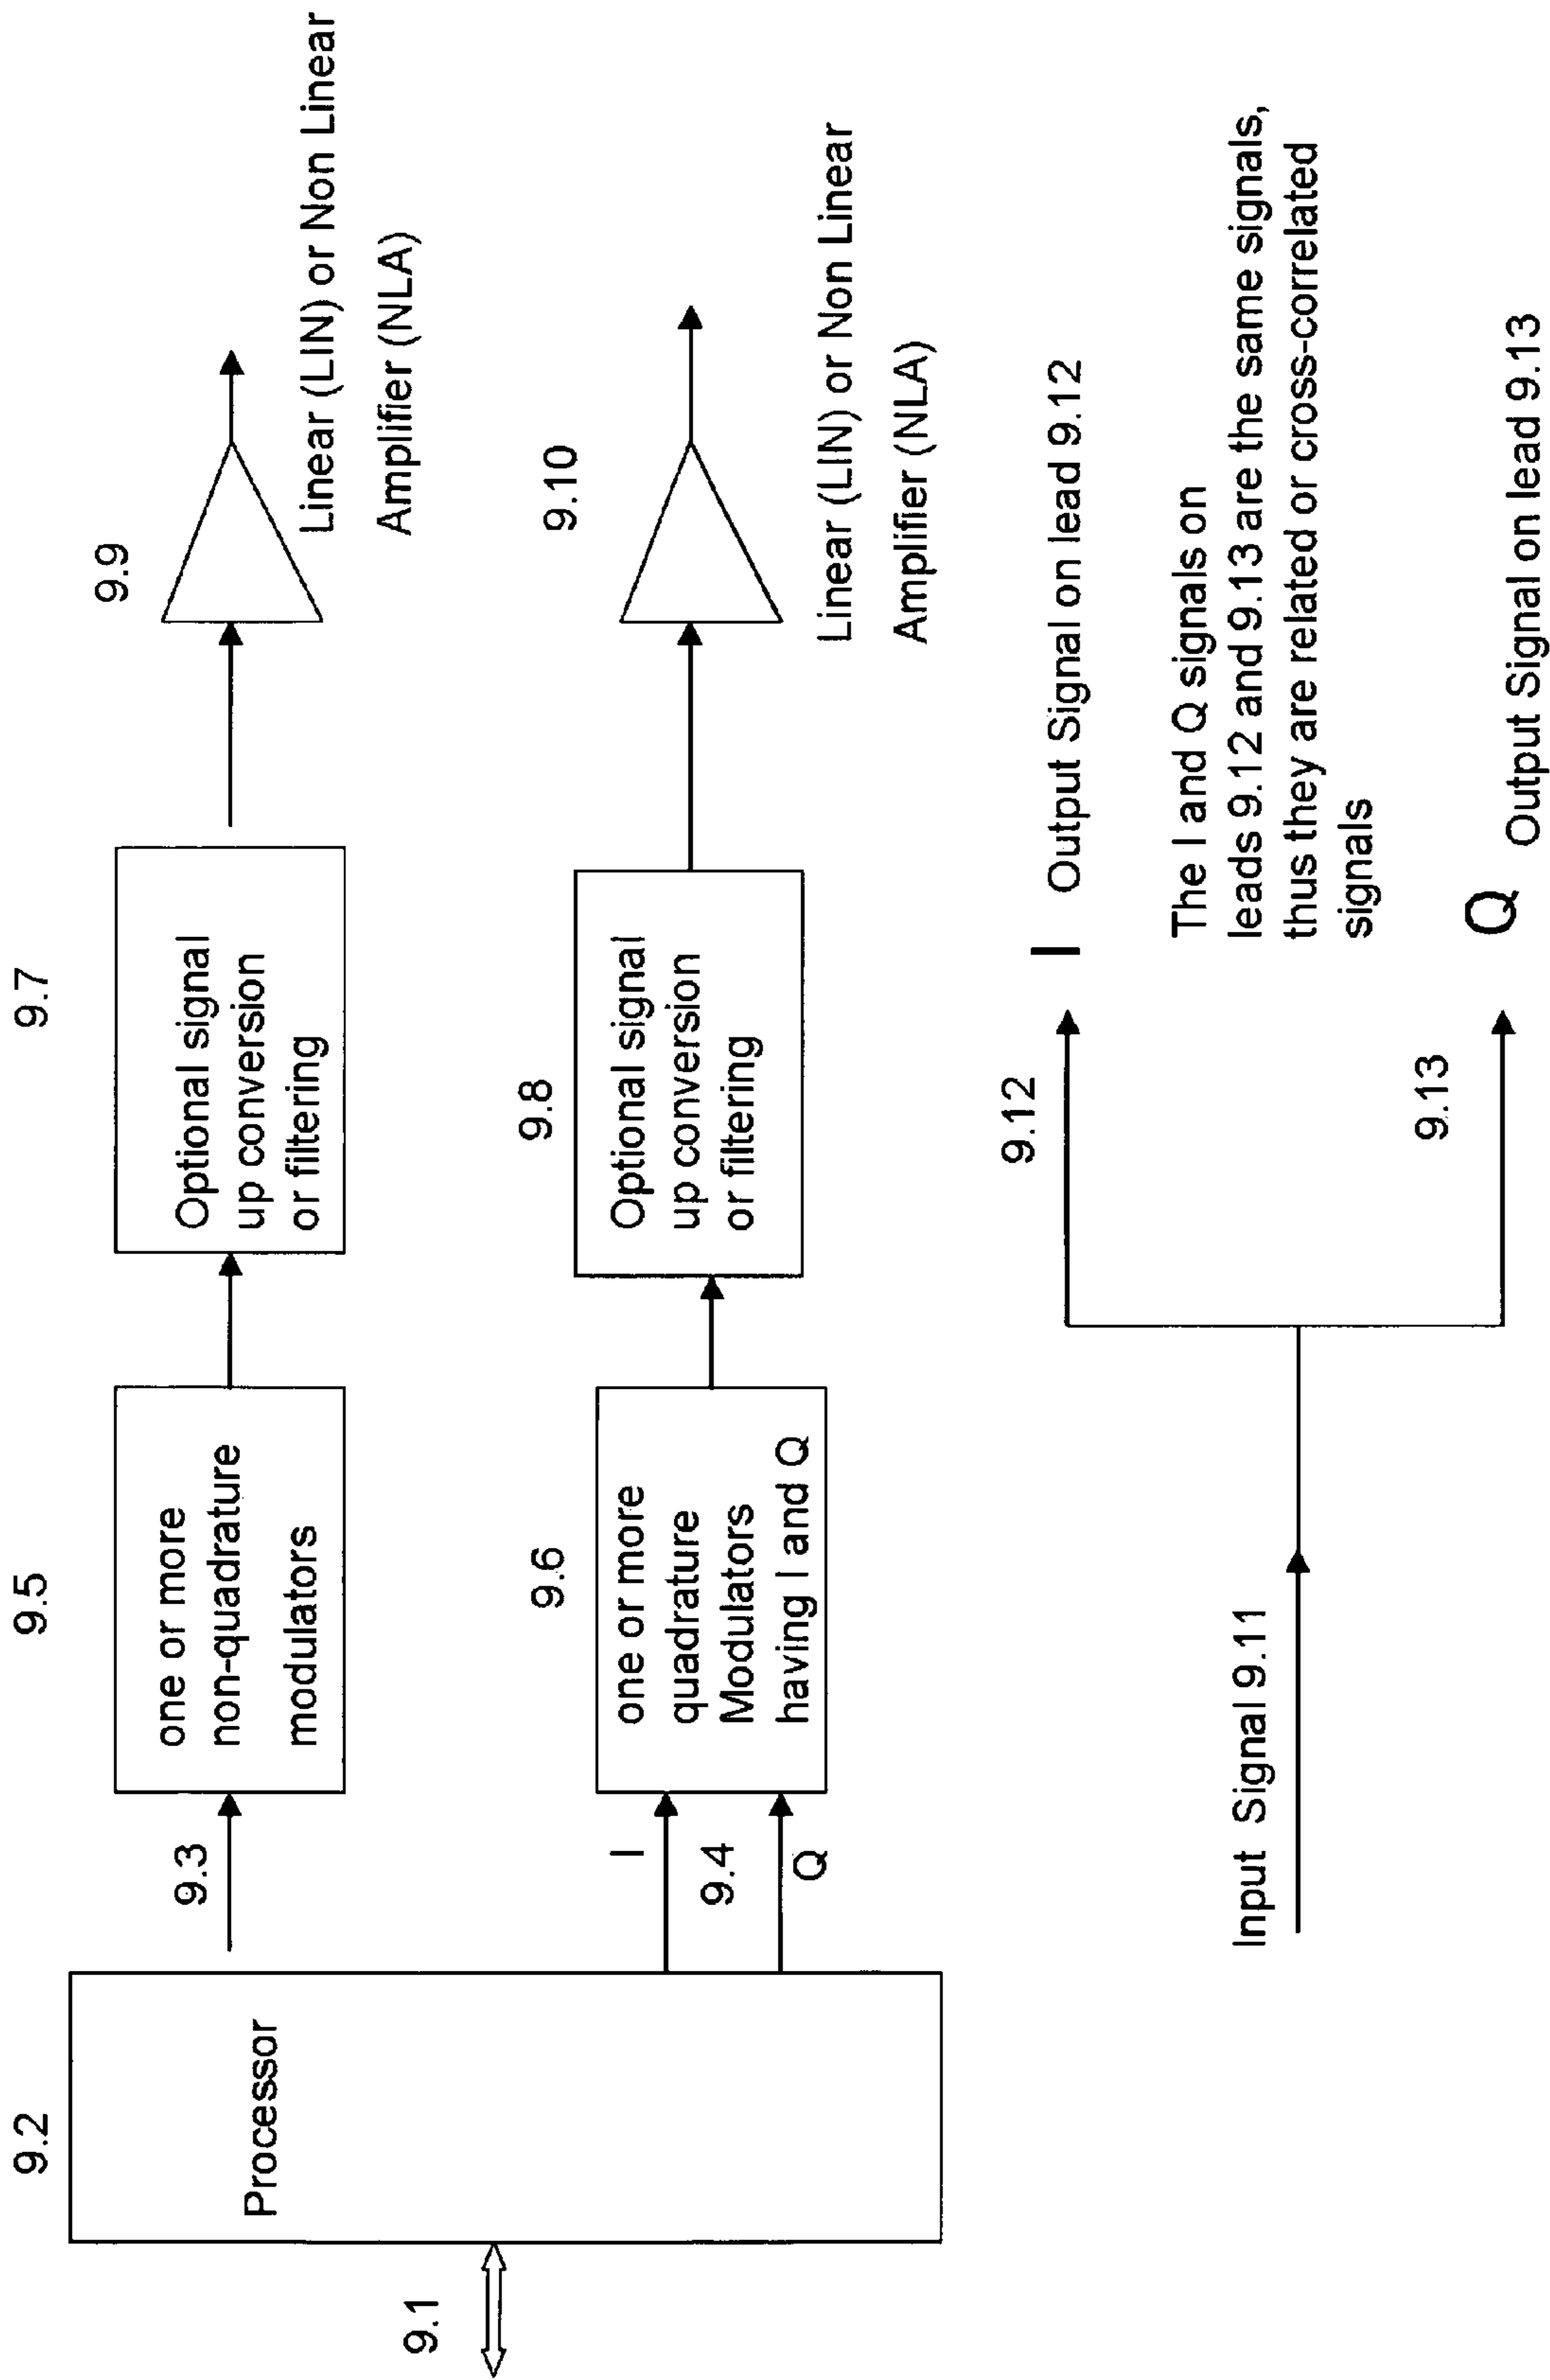 9.2
Processor
9.1
9.3
9.5
one or more
non-quadrature
modulators
9.7
Optional signal
up conversion
or filtering
9.9
Linear (LIN) or Non Linear
Amplifier (NLA)
I
9.4
Q
9.6
one or more
quadrature
Modulators
having I and Q
9.8
Optional signal
up conversion
or filtering
9.10
Linear (LIN) or Non Linear
Amplifier (NLA)
Input Signal 9.11
9.12
I Output Signal on lead 9.12
The I and Q signals on
leads 9.12 and 9.13 are the same signals,
thus they are related or cross-correlated
signals
9.13
Q Output Signal on lead 9.13